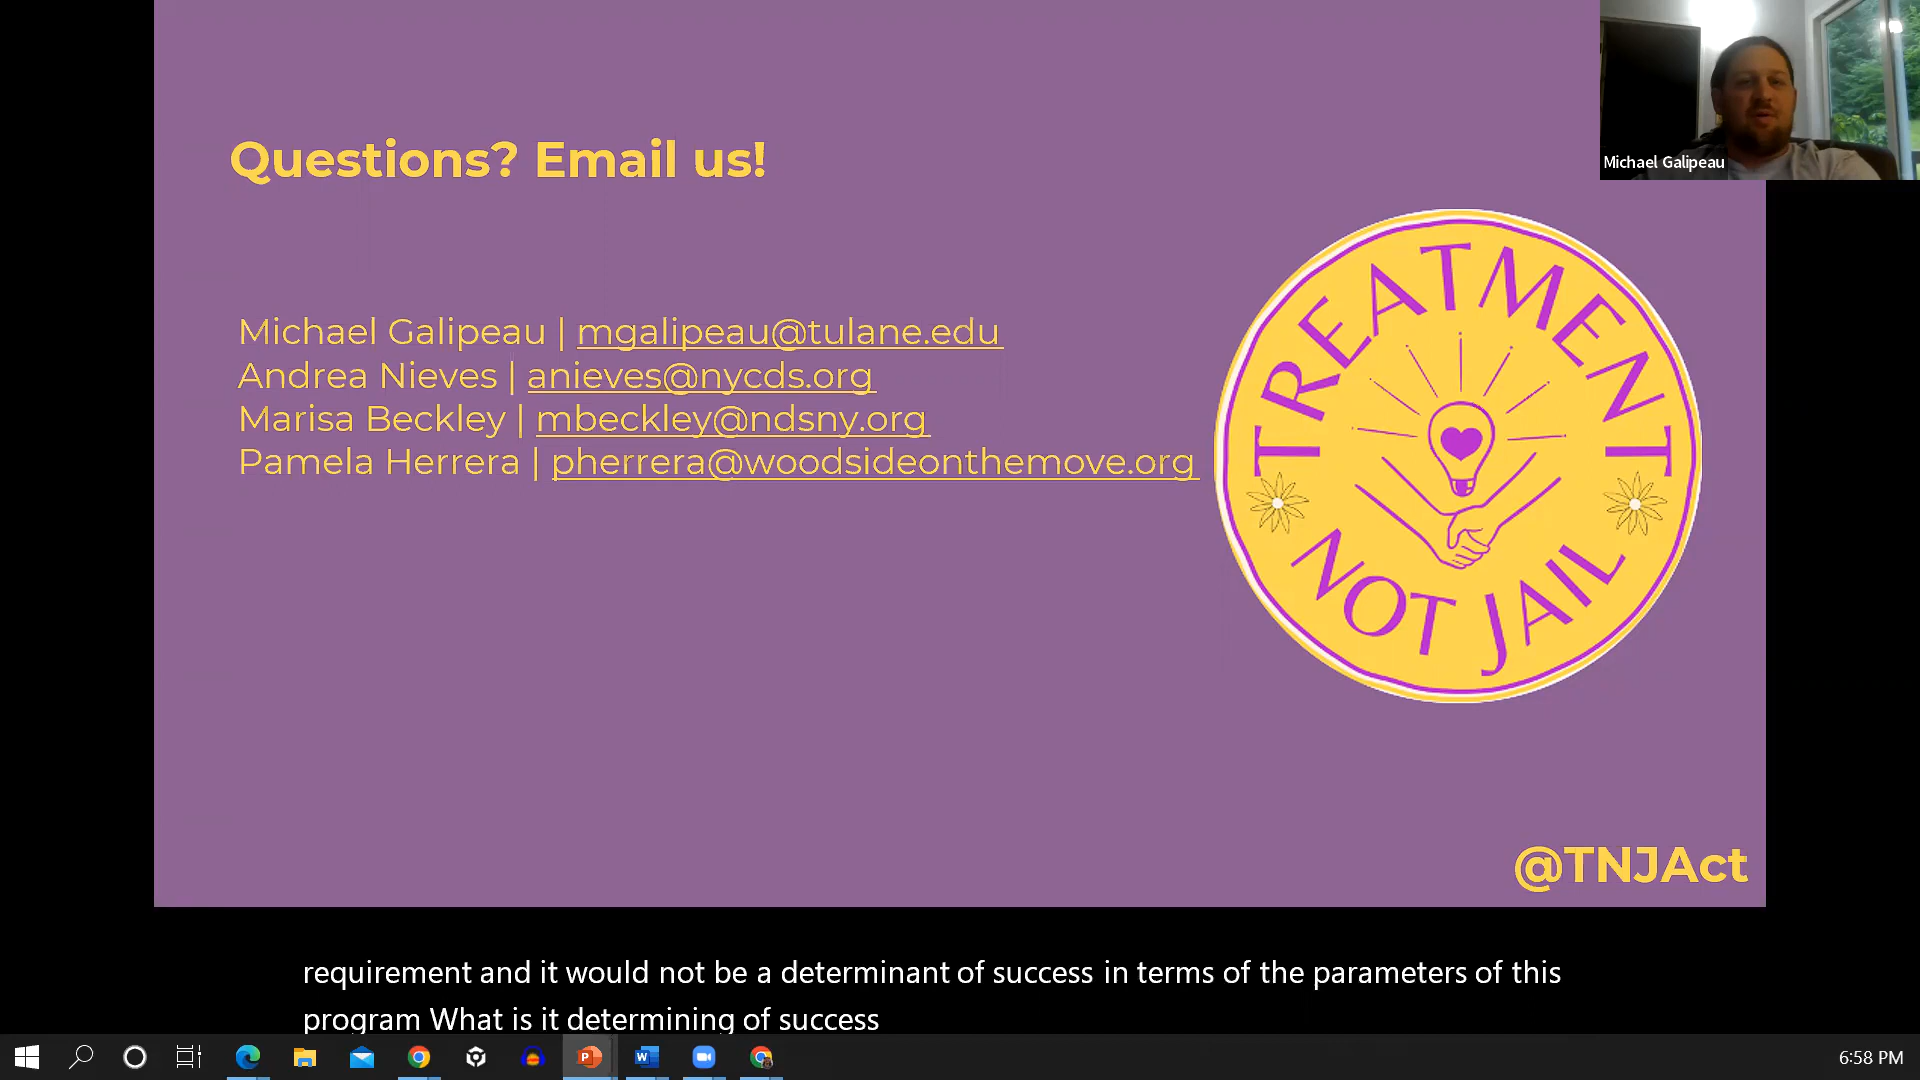 Questions? Email us!
Michael Galipeau
Michael Galipeau | mgalipeau@tulane.edu
Andrea Nieves | anieves@nycds.org
Marisa Beckley | mbeckley@ndsny.org
Pamela Herrera | pherrera@woodsideonthemove.org
TREATMENT
NOT JAIL
@TNJAct
requirement and it would not be a determinant of success in terms of the parameters of this
program What is it determining of success
P
W
6:58 PM